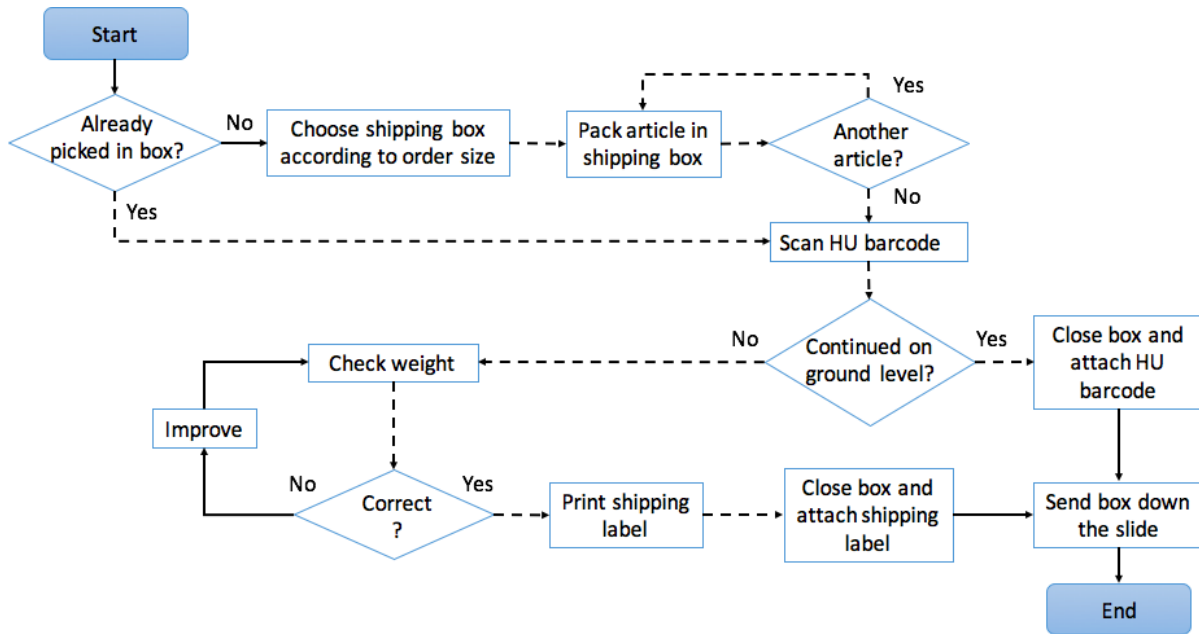 Start
Already
picked in box?
No
Choose shipping box
according to order size
Pack article in
shipping box
Yes
Another
article?
Yes
No
Scan HU barcode
No
Continued on
ground level?
Yes
Close box and
attach HU
barcode
Check weight
Improve
No
Correct
?
Yes
Print shipping
label
Close box and
attach shipping
label
Send box down
the slide
End